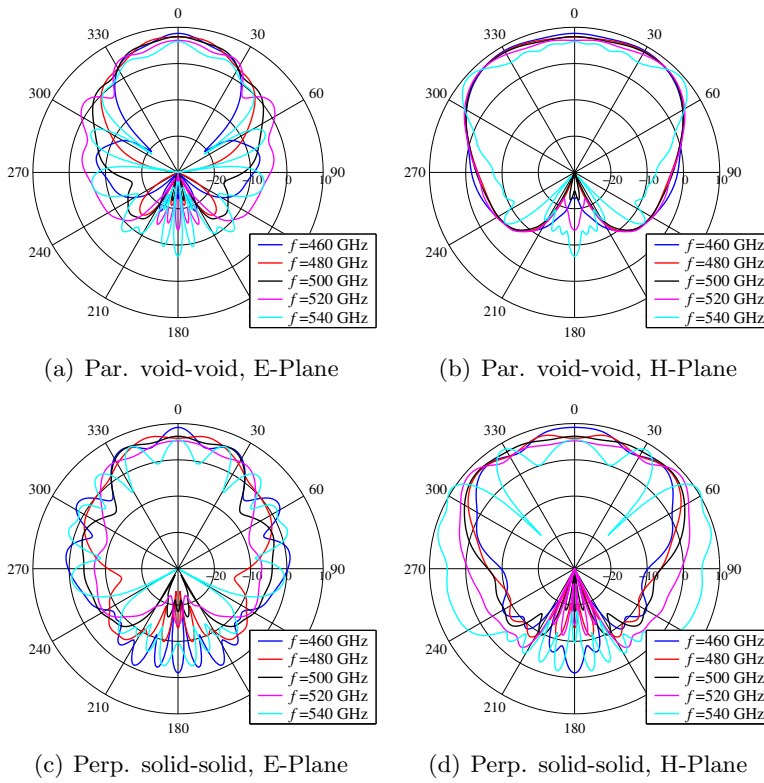 0
330
30
300
60
270
−20
−10
0
10
90
240
210
180
f=460 GHz
f=480 GHz
f=500 GHz
f=520 GHz
f=540 GHz
(a) Par. void-void, E-Plane
0
330
30
300
60
270
−20
−10
0
10
90
240
210
180
f=460 GHz
f=480 GHz
f=500 GHz
f=520 GHz
f=540 GHz
(b) Par. void-void, H-Plane
0
330
30
300
60
270
−20
−10
0
10
90
240
210
180
f=460 GHz
f=480 GHz
f=500 GHz
f=520 GHz
f=540 GHz
(c) Perp. solid-solid, E-Plane
0
330
30
300
60
270
−20
−10
0
10
90
240
210
180
f=460 GHz
f=480 GHz
f=500 GHz
f=520 GHz
f=540 GHz
(d) Perp. solid-solid, H-Plane